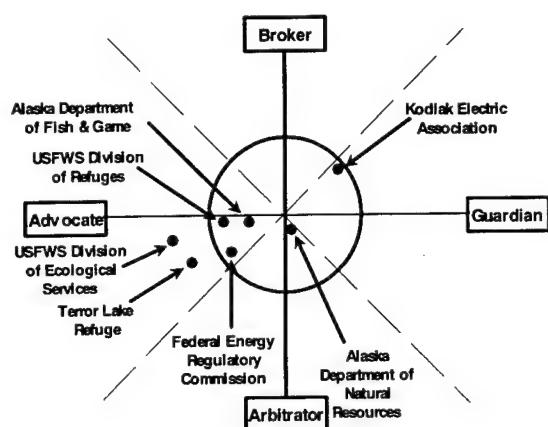 Broker
Alaska Department
of Fish & Game
Kodiak Electric
Association
USFWS Division
of Refuges
Advocate
Guardian
USFWS Division
of Ecological
Services
Terror Lake
Refuge
Federal Energy
Regulatory
Commission
Alaska
Department of
Natural
Resources
Arbitrator